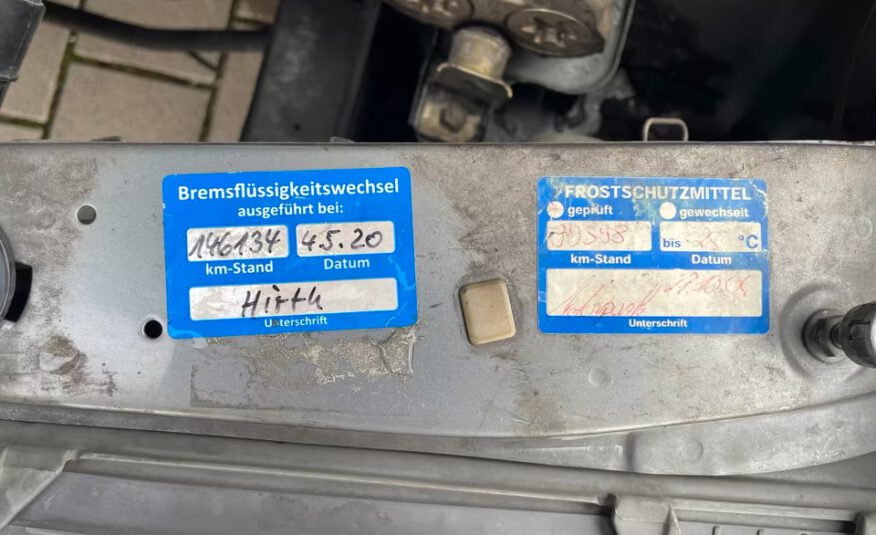 Bremsflüssigkeitswechsel
ausgeführt bei:
146134 4.5.20
km-Stand Datum
Hirth
Unterschrift
FROSTSCHUTZMITTEL
geprüft gewechselt
bis -25 °C
km-Stand Datum
Unterschrift